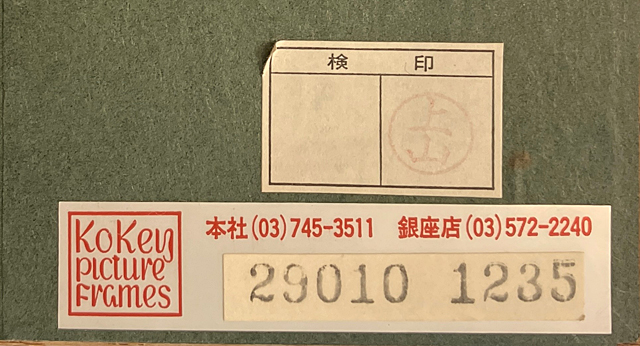 検 印
上山
本社(03)745-3511 銀座店(03)572-2240
KoKey
picture
Frames
29010 1235